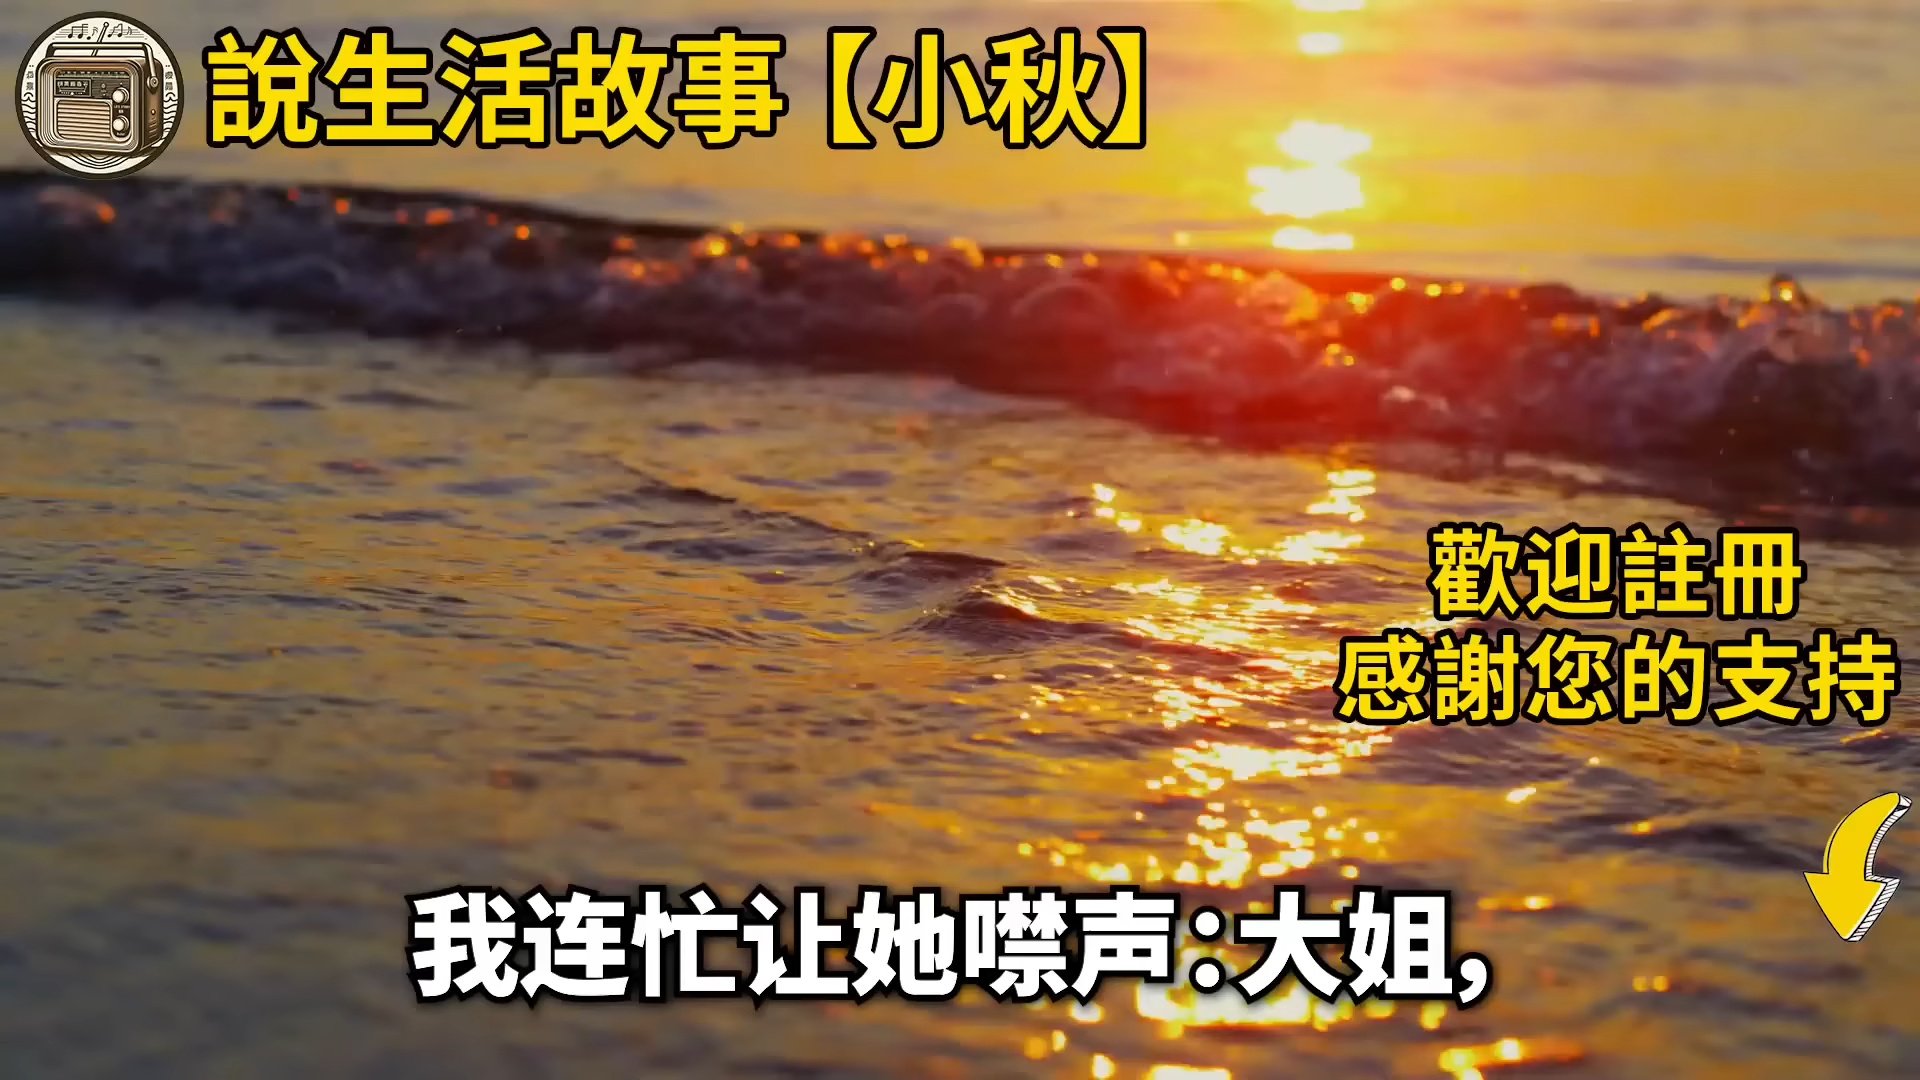 說生活故事【小秋】
歡迎註冊
感謝您的支持
我连忙让她噤声：大姐，